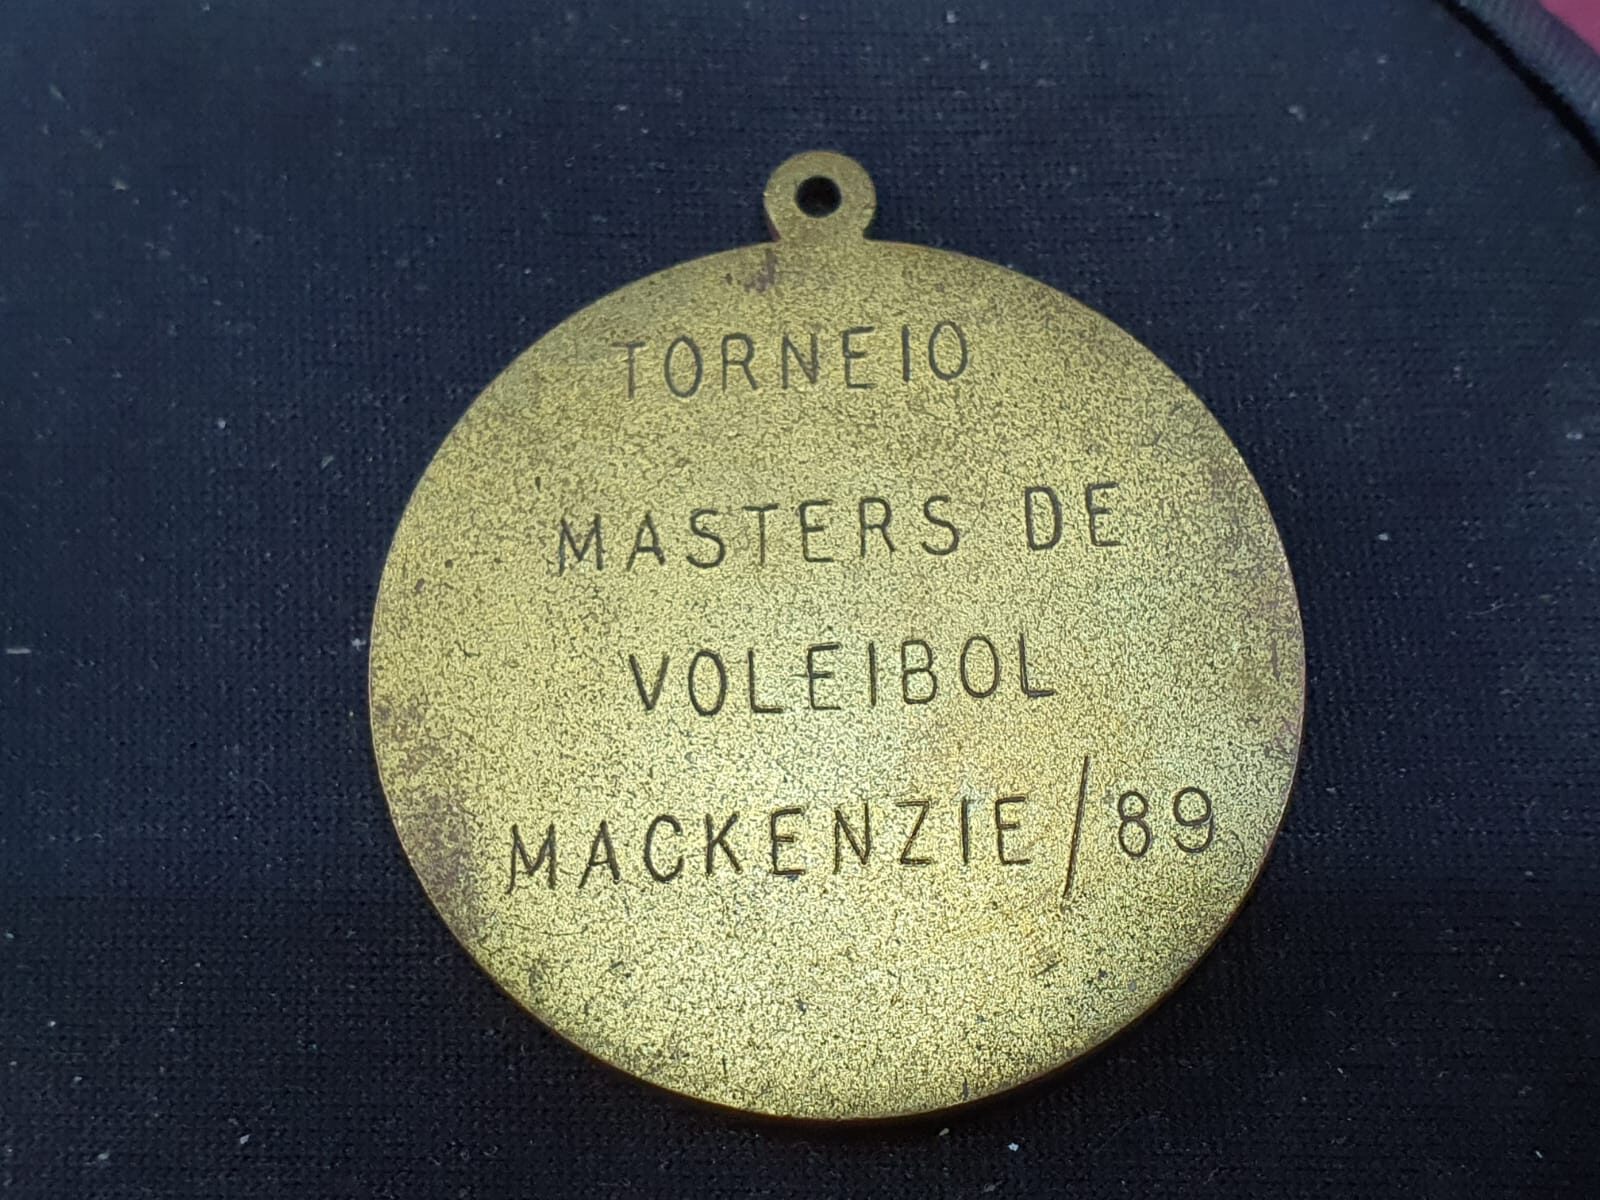 TORNEIO
MASTERS DE
VOLEIBOL
MACKENZIE/89